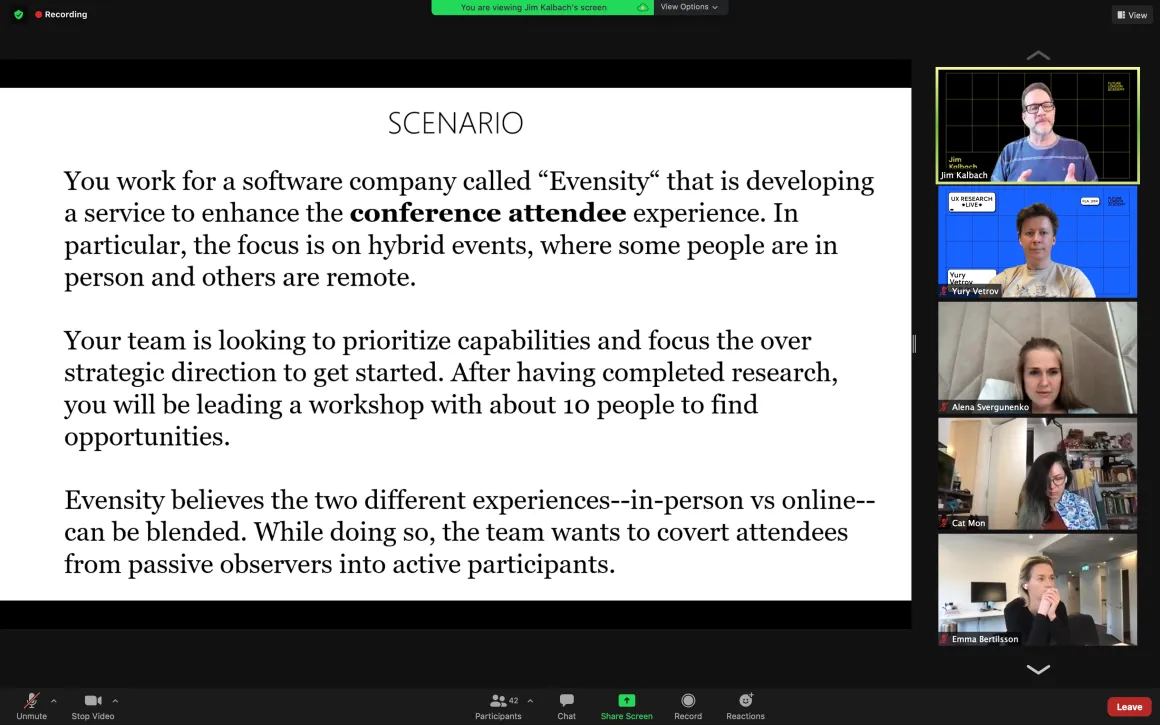 Recording
You are viewing Jim Kalbach's screen
View Options
View
SCENARIO
You work for a software company called “Evensity“ that is developing
a service to enhance the conference attendee experience. In
particular, the focus is on hybrid events, where some people are in
person and others are remote.
Your team is looking to prioritize capabilities and focus the over
strategic direction to get started. After having completed research,
you will be leading a workshop with about 10 people to find
opportunities.
Evensity believes the two different experiences--in-person vs online--
can be blended. While doing so, the team wants to covert attendees
from passive observers into active participants.
FUTURE
LONDON
ACADEMY
Jim
Kalbach
Jim Kalbach
UX RESEARCH
•LIVE•
Yury
Vetrov
Yury Vetrov
Alena Svergunenko
Cat Mon
Emma Bertilsson
Unmute
Stop Video
42
Participants
Chat
Share Screen
Record
Reactions
Leave